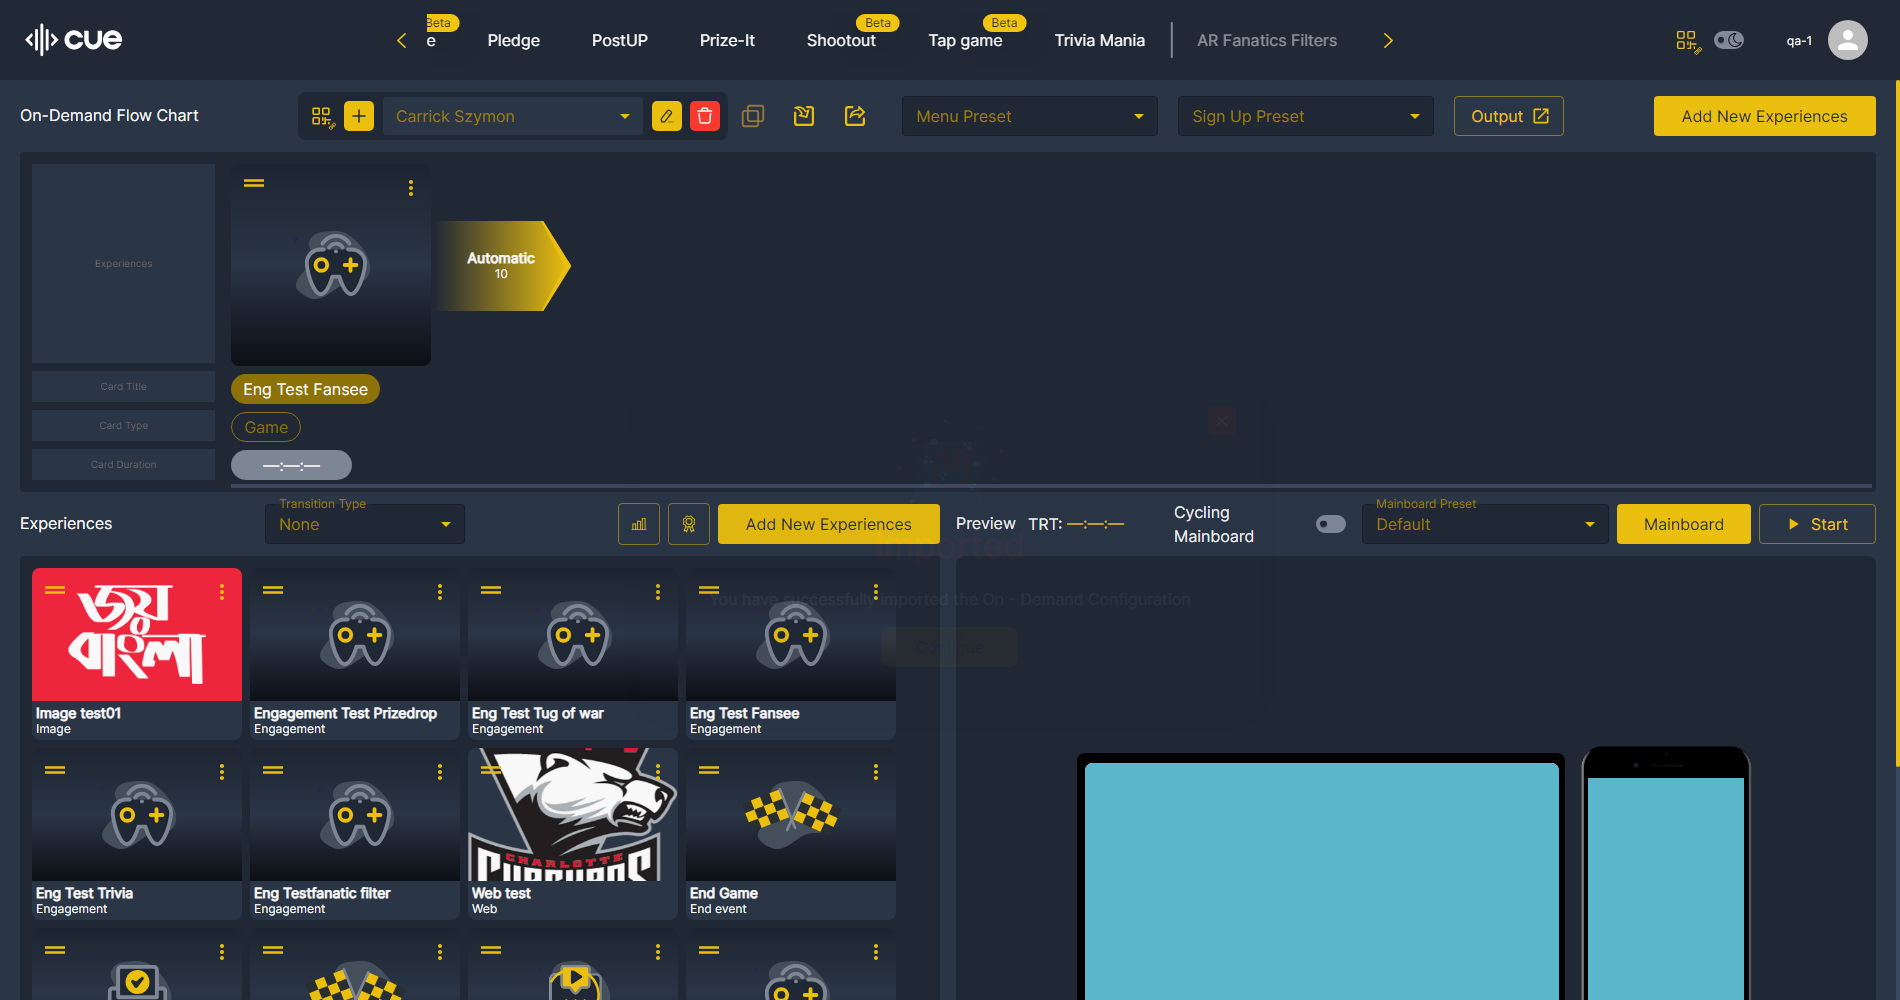 cue
Beta
e
Pledge
PostUP
Prize-It
Shootout
Beta
Tap game
Beta
Trivia Mania
AR Fanatics Filters
qa-1
On-Demand Flow Chart
Carrick Szymon
Menu Preset
Sign Up Preset
Output
Add New Experiences
Experiences
Automatic
10
Card Title
Eng Test Fansee
Card Type
Game
Card Duration
—:—:—
Imported
You have successfully imported the On - Demand Configuration
Experiences
Transition Type
None
Add New Experiences
Preview
TRT: —:—:—
Cycling
Mainboard
Mainboard Preset
Default
Mainboard
Start
জয়
বাংলা
Image test01
Image
Engagement Test Prizedrop
Engagement
Eng Test Tug of war
Engagement
Eng Test Fansee
Engagement
Eng Test Trivia
Engagement
Eng Testfanatic filter
Engagement
CHARLOTTE
Web test
Web
End Game
End event